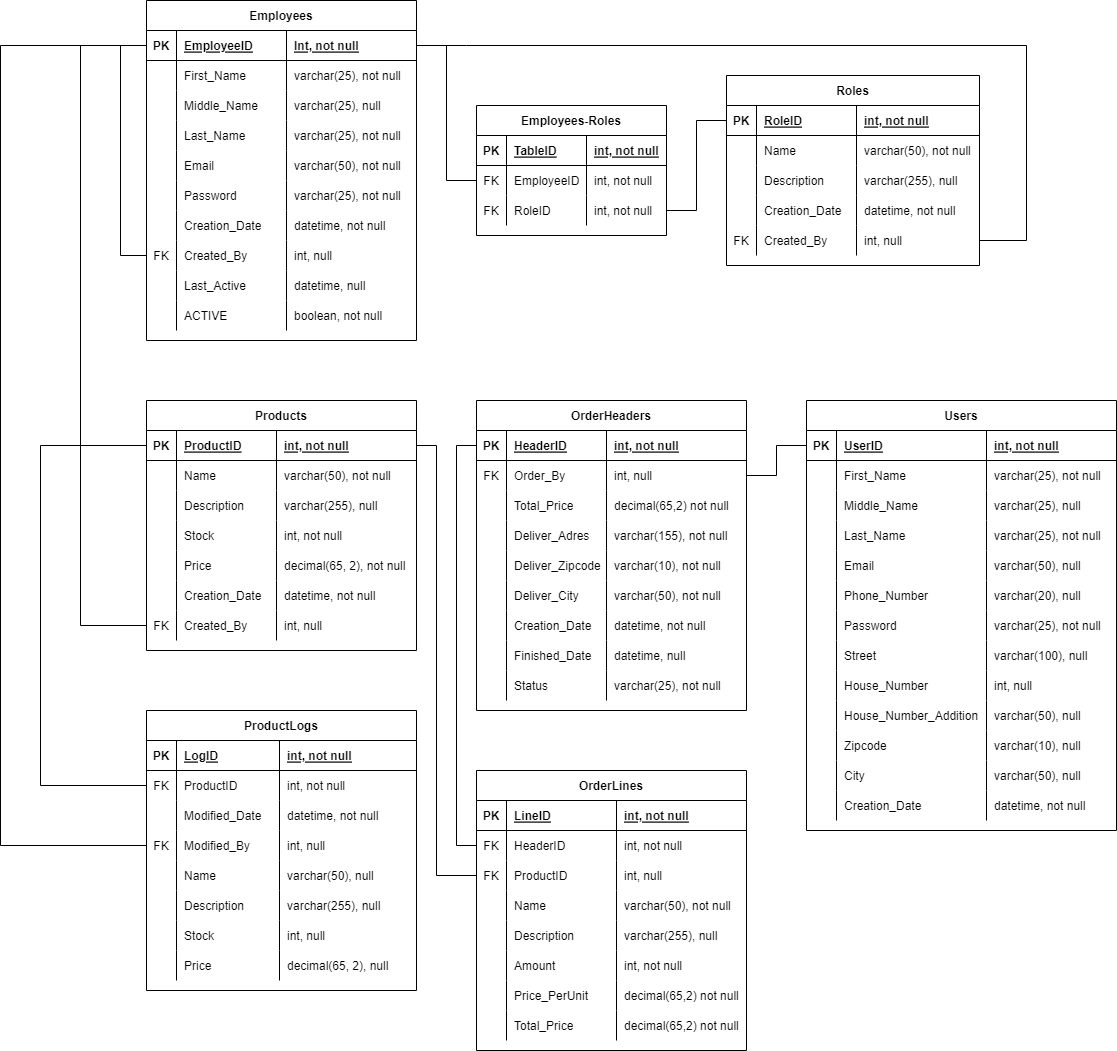 Employees
PK EmployeeID Int, not null
First_Name varchar(25), not null
Middle_Name varchar(25), null
Last_Name varchar(25), not null
Email varchar(50), not null
Password varchar(25), not null
Creation_Date datetime, not null
FK Created_By int, null
Last_Active datetime, null
ACTIVE boolean, not null
Employees-Roles
PK TableID int, not null
FK EmployeeID int, not null
FK RoleID int, not null
Roles
PK RoleID int, not null
Name varchar(50), not null
Description varchar(255), null
Creation_Date datetime, not null
FK Created_By int, null
Products
PK ProductID int, not null
Name varchar(50), not null
Description varchar(255), null
Stock int, not null
Price decimal(65, 2), not null
Creation_Date datetime, not null
FK Created_By int, null
OrderHeaders
PK HeaderID int, not null
FK Order_By int, null
Total_Price decimal(65,2) not null
Deliver_Adres varchar(155), not null
Deliver_Zipcode varchar(10), not null
Deliver_City varchar(50), not null
Creation_Date datetime, not null
Finished_Date datetime, null
Status varchar(25), not null
Users
PK UserID int, not null
First_Name varchar(25), not null
Middle_Name varchar(25), null
Last_Name varchar(25), not null
Email varchar(50), null
Phone_Number varchar(20), null
Password varchar(25), not null
Street varchar(100), null
House_Number int, null
House_Number_Addition varchar(50), null
Zipcode varchar(10), null
City varchar(50), null
Creation_Date datetime, not null
ProductLogs
PK LogID int, not null
FK ProductID int, not null
Modified_Date datetime, not null
FK Modified_By int, null
Name varchar(50), null
Description varchar(255), null
Stock int, null
Price decimal(65, 2), null
OrderLines
PK LineID int, not null
FK HeaderID int, not null
FK ProductID int, null
Name varchar(50), not null
Description varchar(255), null
Amount int, not null
Price_PerUnit decimal(65,2) not null
Total_Price decimal(65,2) not null